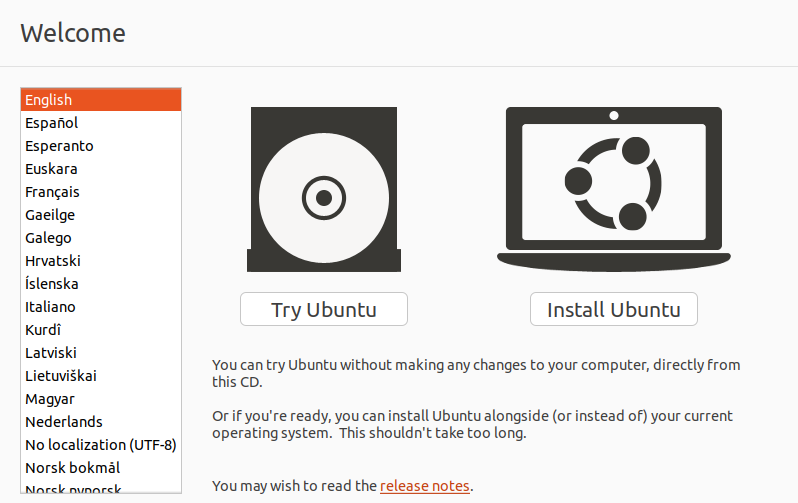 Welcome
English
Español
Esperanto
Euskara
Français
Gaeilge
Galego
Hrvatski
Íslenska
Italiano
Kurdî
Latviski
Lietuviškai
Magyar
Nederlands
No localization (UTF-8)
Norsk bokmål
Norsk nynorsk
Try Ubuntu
Install Ubuntu
You can try Ubuntu without making any changes to your computer, directly from
this CD.
Or if you're ready, you can install Ubuntu alongside (or instead of) your current
operating system.  This shouldn't take too long.
You may wish to read the release notes.